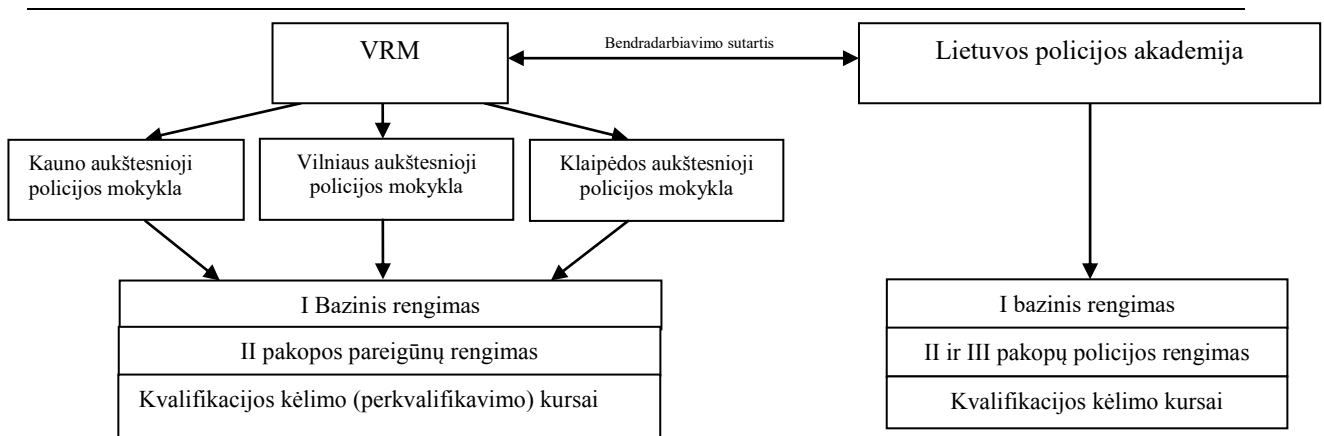 VRM
Bendradarbiavimo sutartis
Lietuvos policijos akademija
Kauno aukštesnioji
policijos mokykla
Vilniaus aukštesnioji
policijos mokykla
Klaipėdos aukštesnioji
policijos mokykla
I Bazinis rengimas
II pakopos pareigūnų rengimas
Kvalifikacijos kėlimo (perkvalifikavimo) kursai
I bazinis rengimas
II ir III pakopų policijos rengimas
Kvalifikacijos kėlimo kursai